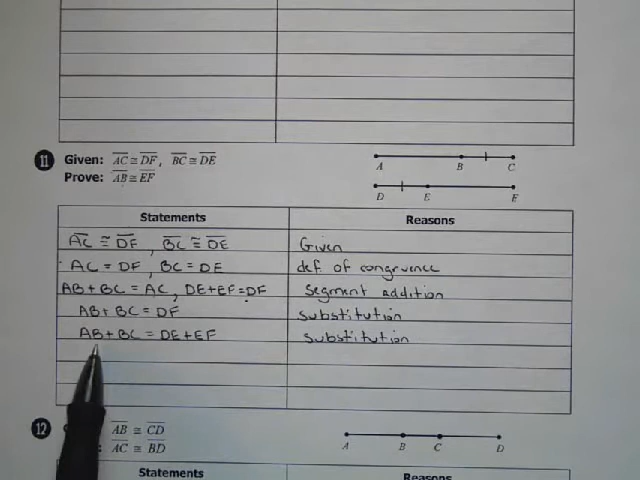 11 Given: AC ≅ DF, BC ≅ DE
Prove: AB ≅ EF
A B C
D E F
Statements Reasons
AC ≅ DF, BC ≅ DE Given
AC = DF, BC = DE def of congruence
AB + BC = AC, DE+EF=DF segment addition
AB+BC = DF substitution
AB+BC = DE+EF substitution
12 AB ≅ CD
AC ≅ BD
A B C D
Statements Reasons